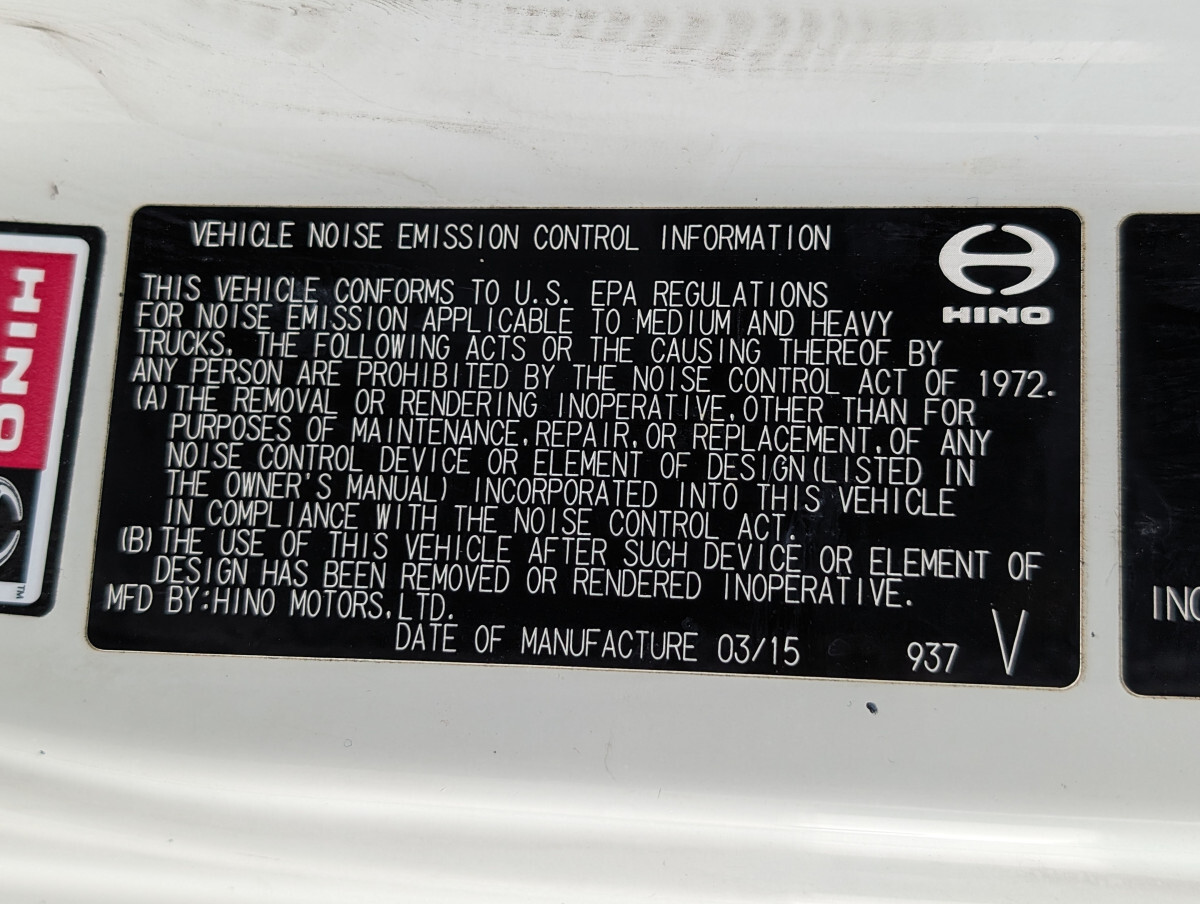 VEHICLE NOISE EMISSION CONTROL INFORMATION
HINO
THIS VEHICLE CONFORMS TO U.S. EPA REGULATIONS
FOR NOISE EMISSION APPLICABLE TO MEDIUM AND HEAVY
TRUCKS. THE FOLLOWING ACTS OR THE CAUSING THEREOF BY
ANY PERSON ARE PROHIBITED BY THE NOISE CONTROL ACT OF 1972.
(A) THE REMOVAL OR RENDERING INOPERATIVE, OTHER THAN FOR
PURPOSES OF MAINTENANCE, REPAIR, OR REPLACEMENT, OF ANY
NOISE CONTROL DEVICE OR ELEMENT OF DESIGN (LISTED IN
THE OWNER'S MANUAL) INCORPORATED INTO THIS VEHICLE
IN COMPLIANCE WITH THE NOISE CONTROL ACT.
(B) THE USE OF THIS VEHICLE AFTER SUCH DEVICE OR ELEMENT OF
DESIGN HAS BEEN REMOVED OR RENDERED INOPERATIVE.
MFD BY:HINO MOTORS, LTD.
DATE OF MANUFACTURE 03/15 937 V
HINO
TM